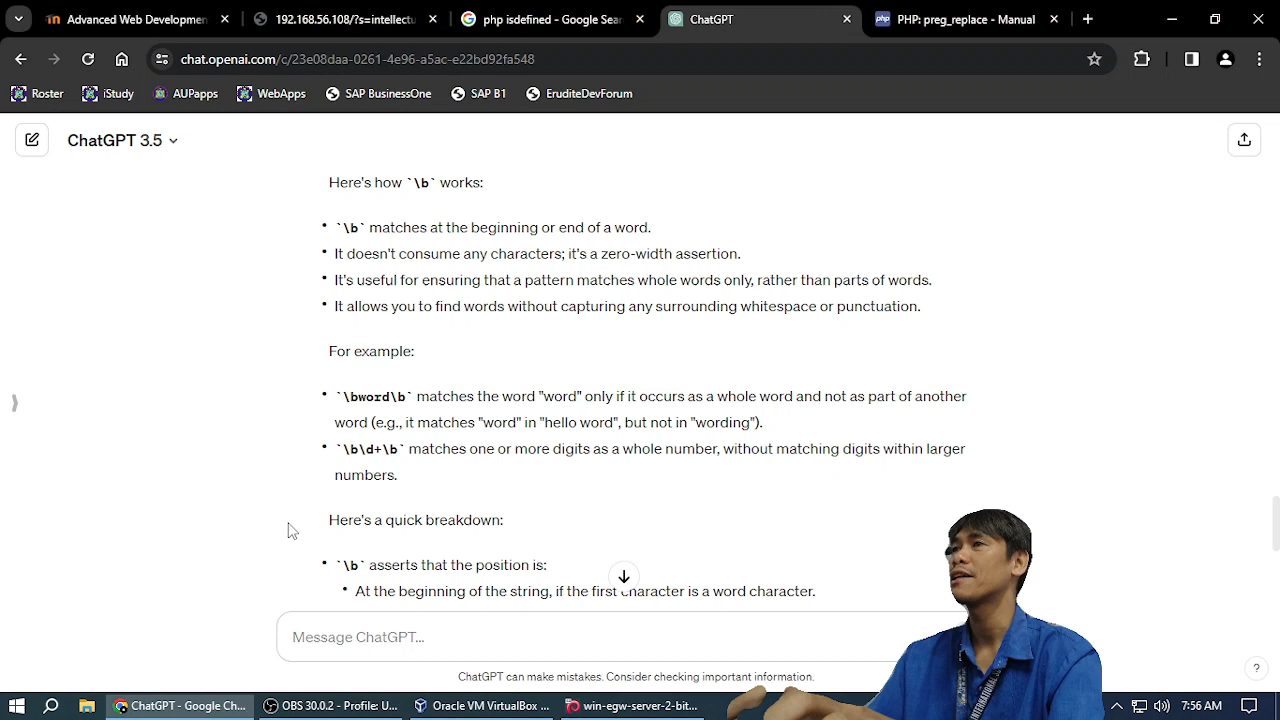 Advanced Web Developmen
192.168.56.108/?s=intellectu
php isdefined - Google Sear
ChatGPT
PHP: preg_replace - Manual
chat.openai.com/c/23e08daa-0261-4e96-a5ac-e22bd92fa548
Roster
iStudy
AUPapps
WebApps
SAP BusinessOne
SAP B1
EruditeDevForum
ChatGPT 3.5
Here's how `\b` works:
• `\b` matches at the beginning or end of a word.
• It doesn't consume any characters; it's a zero-width assertion.
• It's useful for ensuring that a pattern matches whole words only, rather than parts of words.
• It allows you to find words without capturing any surrounding whitespace or punctuation.
For example:
• `\bword\b` matches the word "word" only if it occurs as a whole word and not as part of another
word (e.g., it matches "word" in "hello word", but not in "wording").
• `\b\d+\b` matches one or more digits as a whole number, without matching digits within larger
numbers.
Here's a quick breakdown:
• `\b` asserts that the position is:
• At the beginning of the string, if the first character is a word character.
Message ChatGPT...
ChatGPT can make mistakes. Consider checking important information.
?
ChatGPT - Google Ch...
OBS 30.0.2 - Profile: U...
Oracle VM VirtualBox ...
win-egw-server-2-bit...
7:56 AM